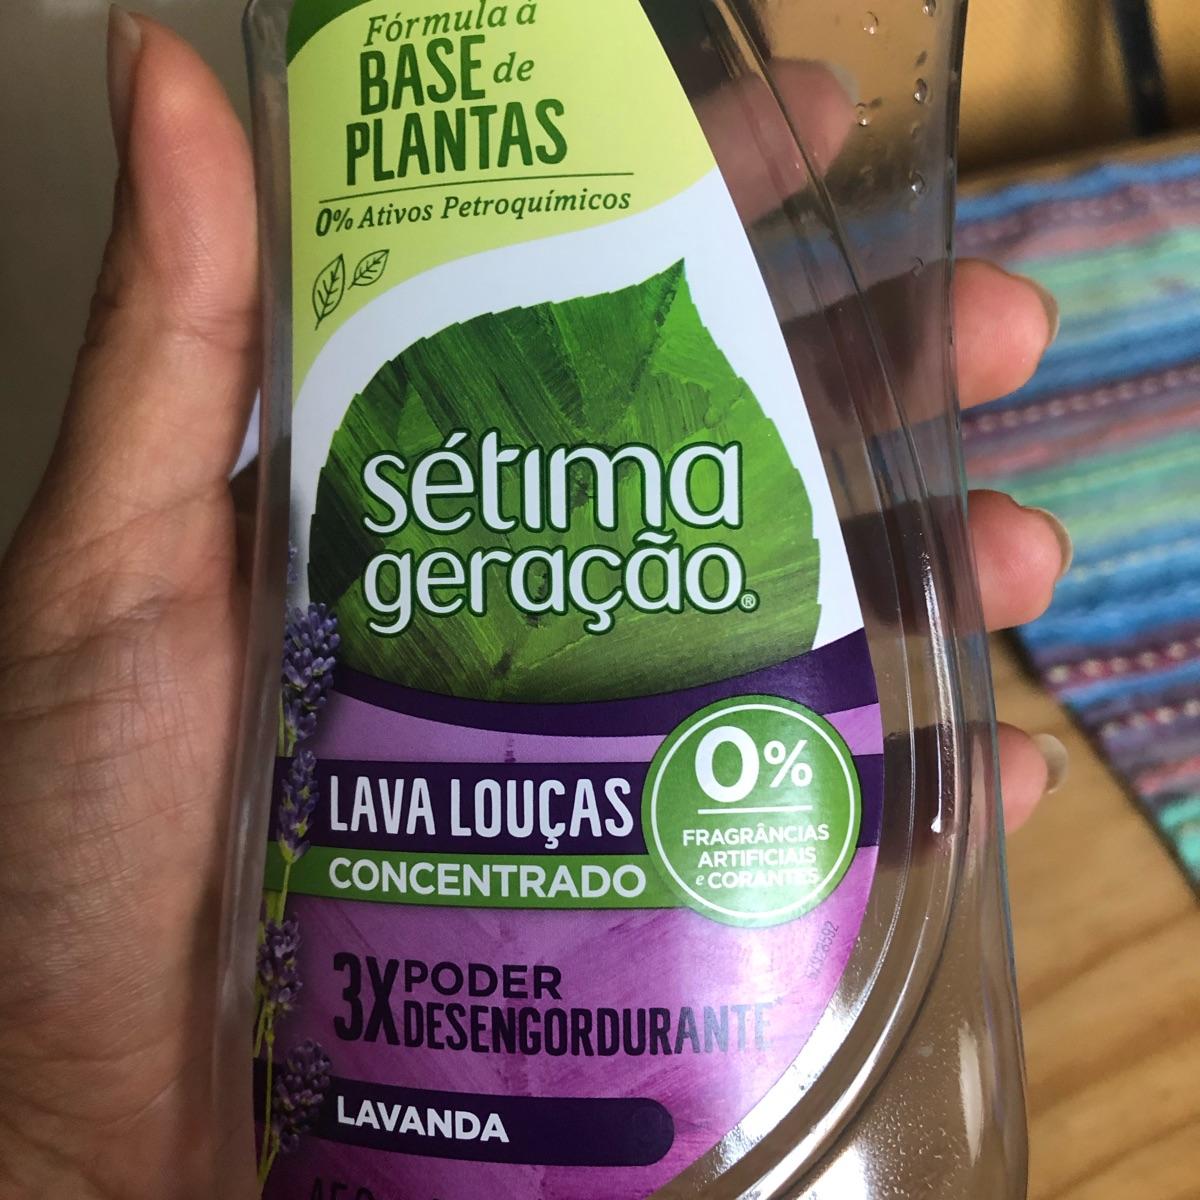 Fórmula à
BASE de
PLANTAS
0% Ativos Petroquímicos
sétima
geração®
LAVA LOUÇAS
CONCENTRADO
0%
FRAGRÂNCIAS
ARTIFICIAIS
e CORANTES
3X PODER
DESENGORDURANTE
LAVANDA